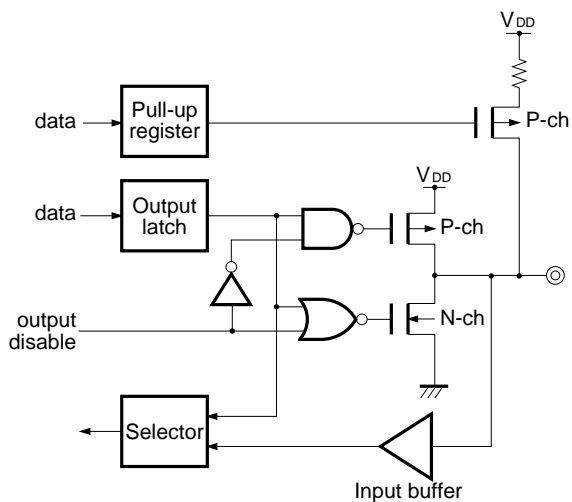 VDD
data
Pull-up
register
P-ch
data
Output
latch
VDD
P-ch
output
disable
N-ch
Selector
Input buffer